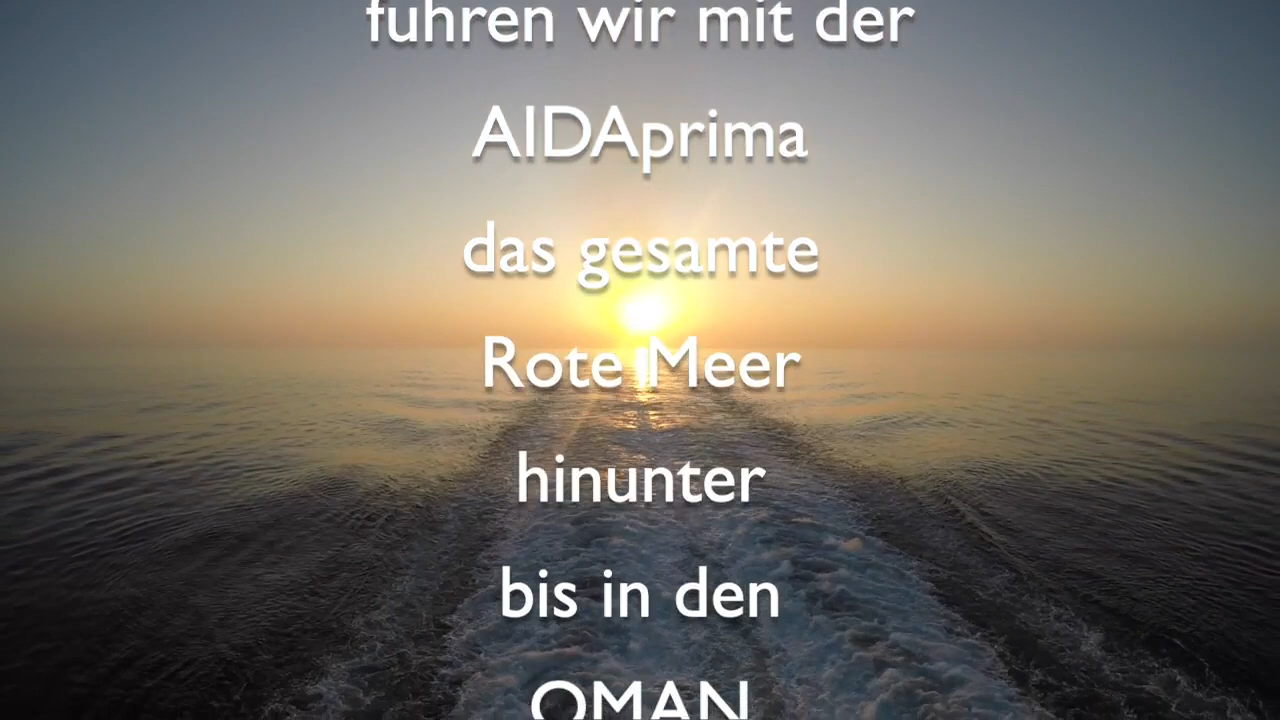 fuhren wir mit der
AIDAprima
das gesamte
Rote Meer
hinunter
bis in den
OMAN